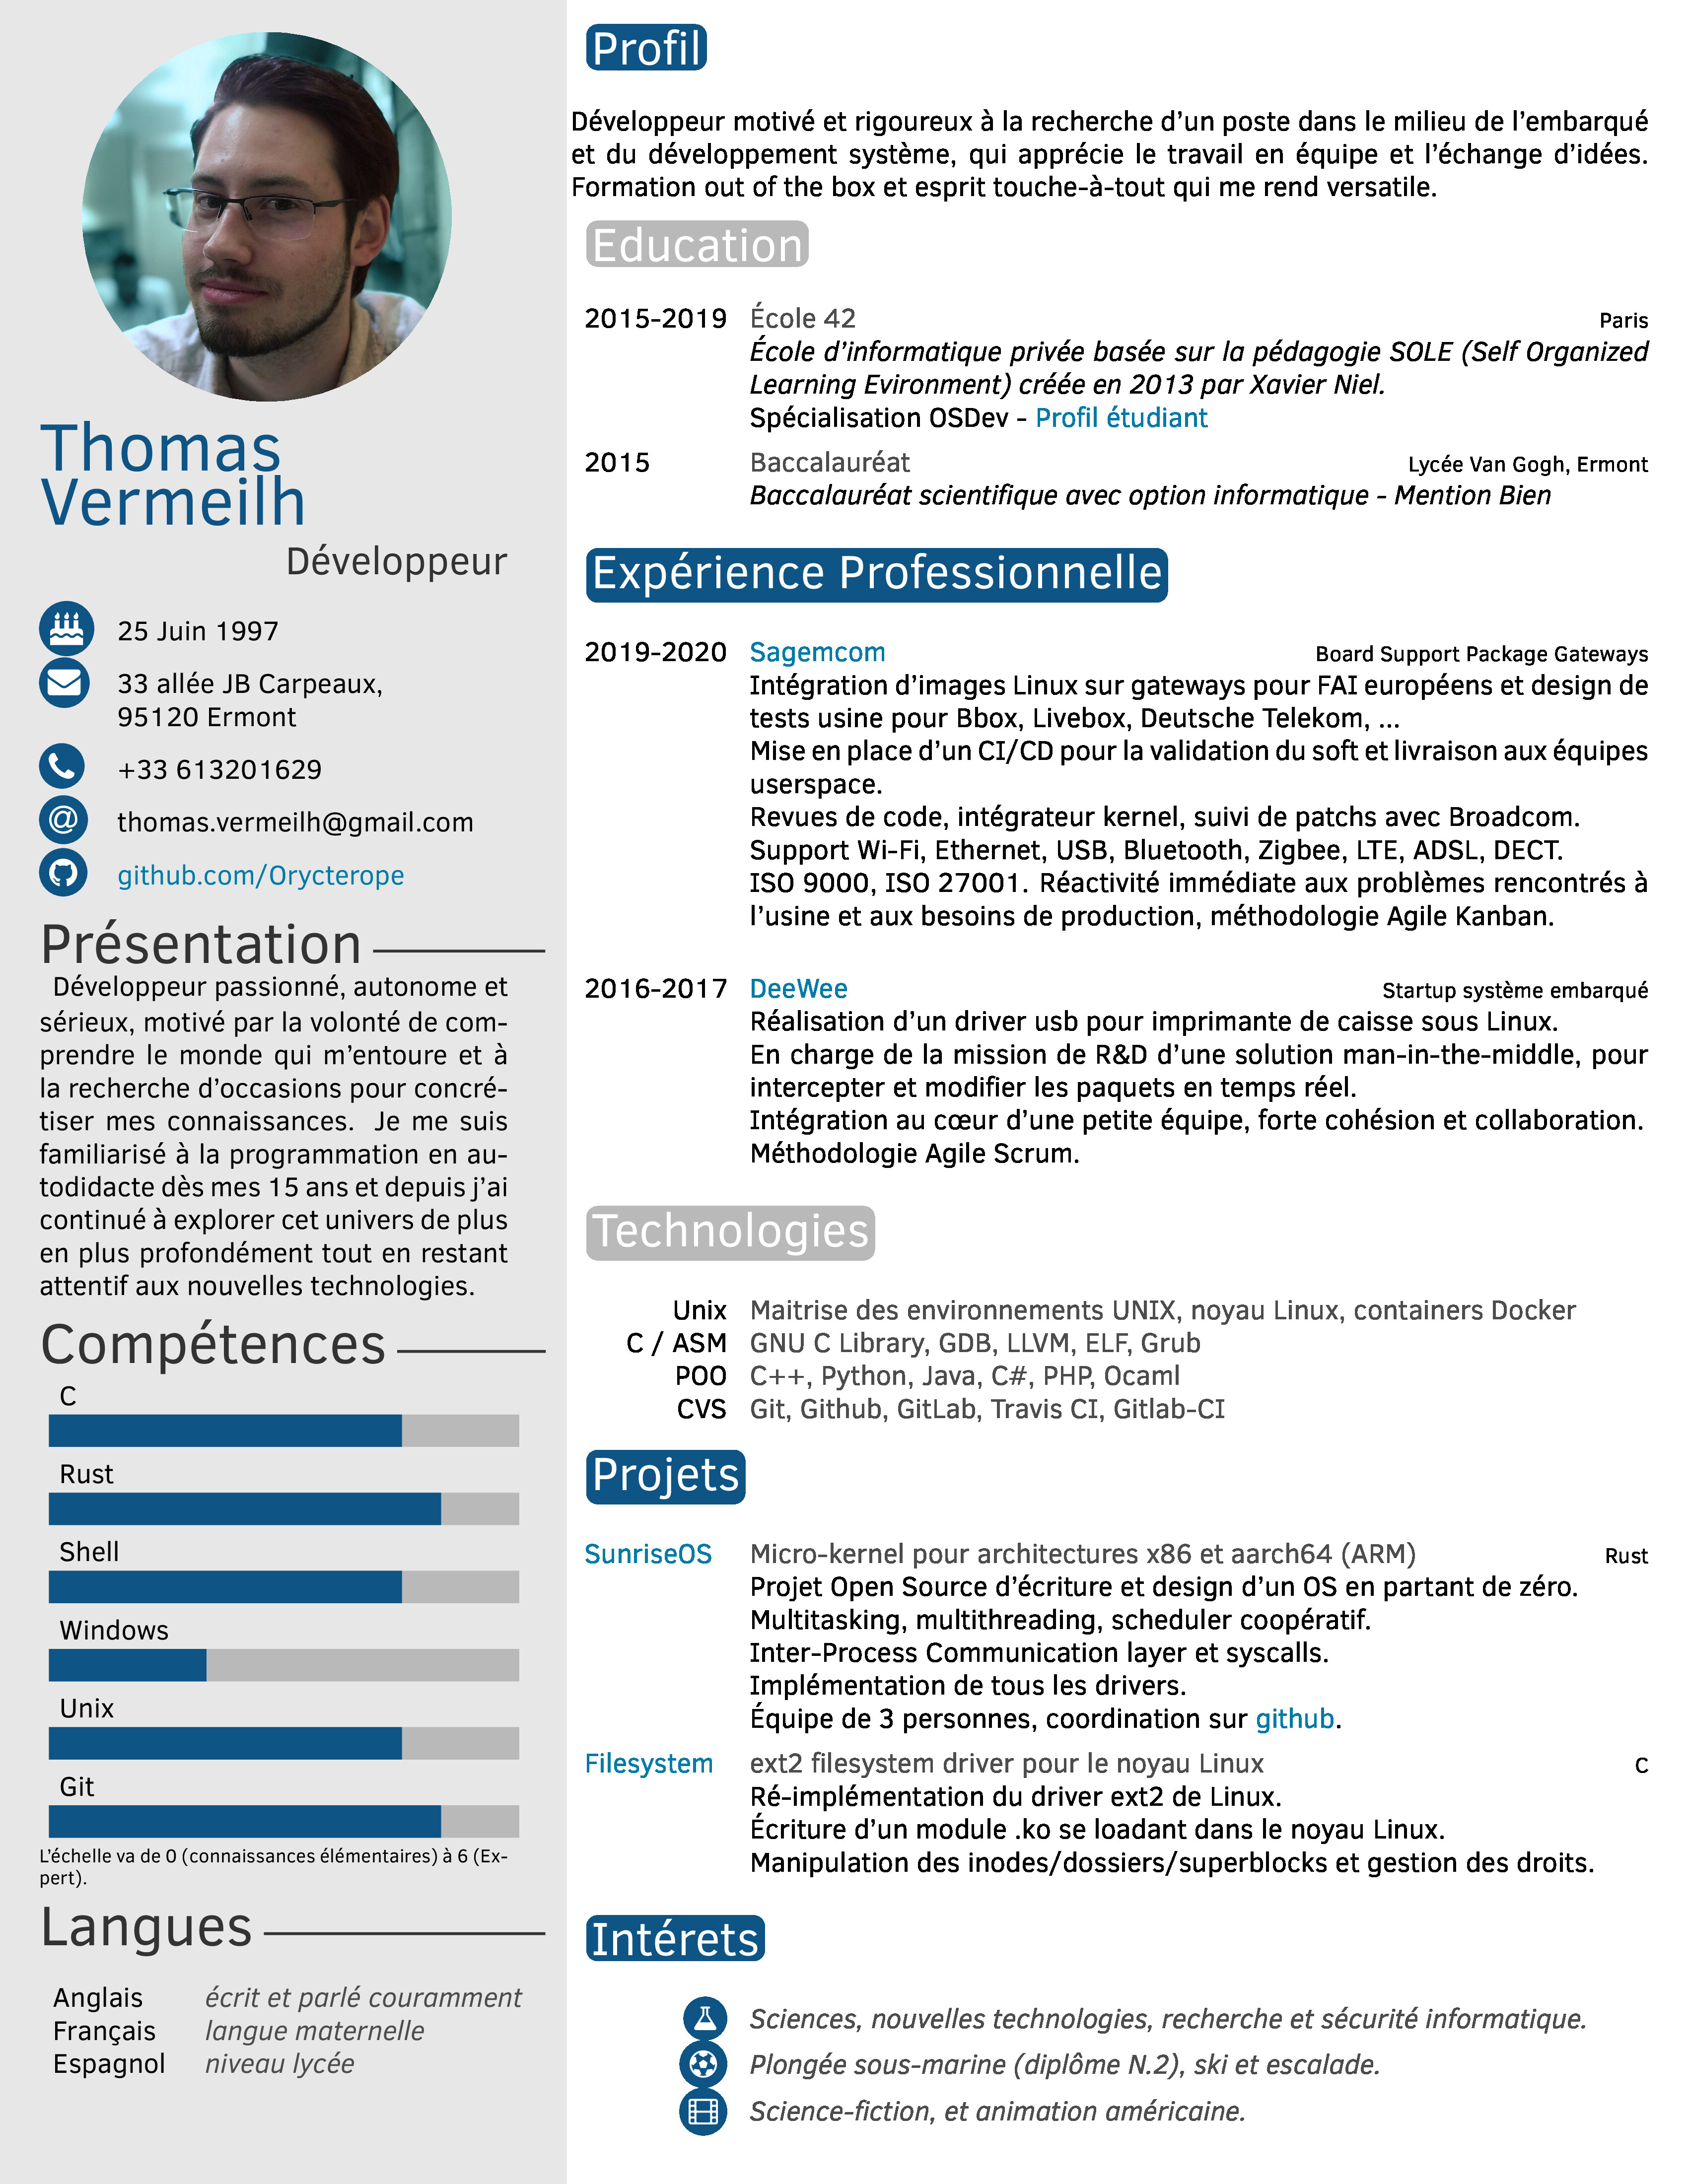 Thomas
Vermeilh
Développeur
25 Juin 1997
33 allée JB Carpeaux,
95120 Ermont
+33 613201629
thomas.vermeilh@gmail.com
github.com/Orycterope
Présentation
Développeur passionné, autonome et
sérieux, motivé par la volonté de com-
prendre le monde qui m'entoure et à
la recherche d'occasions pour concré-
tiser mes connaissances. Je me suis
familiarisé à la programmation en au-
todidacte dès mes 15 ans et depuis j'ai
continué à explorer cet univers de plus
en plus profondément tout en restant
attentif aux nouvelles technologies.
Compétences
C
Rust
Shell
Windows
Unix
Git
L'échelle va de 0 (connaissances élémentaires) à 6 (Ex-
pert).
Langues
Anglais écrit et parlé couramment
Français langue maternelle
Espagnol niveau lycée
Profil
Développeur motivé et rigoureux à la recherche d'un poste dans le milieu de l'embarqué
et du développement système, qui apprécie le travail en équipe et l'échange d'idées.
Formation out of the box et esprit touche-à-tout qui me rend versatile.
Education
2015-2019 École 42 Paris
École d'informatique privée basée sur la pédagogie SOLE (Self Organized
Learning Evironment) créée en 2013 par Xavier Niel.
Spécialisation OSDev - Profil étudiant
2015 Baccalauréat Lycée Van Gogh, Ermont
Baccalauréat scientifique avec option informatique - Mention Bien
Expérience Professionnelle
2019-2020 Sagemcom Board Support Package Gateways
Intégration d'images Linux sur gateways pour FAI européens et design de
tests usine pour Bbox, Livebox, Deutsche Telekom, ...
Mise en place d'un CI/CD pour la validation du soft et livraison aux équipes
userspace.
Revues de code, intégrateur kernel, suivi de patchs avec Broadcom.
Support Wi-Fi, Ethernet, USB, Bluetooth, Zigbee, LTE, ADSL, DECT.
ISO 9000, ISO 27001. Réactivité immédiate aux problèmes rencontrés à
l'usine et aux besoins de production, méthodologie Agile Kanban.
2016-2017 DeeWee Startup système embarqué
Réalisation d'un driver usb pour imprimante de caisse sous Linux.
En charge de la mission de R&D d'une solution man-in-the-middle, pour
intercepter et modifier les paquets en temps réel.
Intégration au cœur d'une petite équipe, forte cohésion et collaboration.
Méthodologie Agile Scrum.
Technologies
Unix Maitrise des environnements UNIX, noyau Linux, containers Docker
C / ASM GNU C Library, GDB, LLVM, ELF, Grub
POO C++, Python, Java, C#, PHP, Ocaml
CVS Git, Github, GitLab, Travis CI, Gitlab-CI
Projets
SunriseOS Micro-kernel pour architectures x86 et aarch64 (ARM) Rust
Projet Open Source d'écriture et design d'un OS en partant de zéro.
Multitasking, multithreading, scheduler coopératif.
Inter-Process Communication layer et syscalls.
Implémentation de tous les drivers.
Équipe de 3 personnes, coordination sur github.
Filesystem ext2 filesystem driver pour le noyau Linux C
Ré-implémentation du driver ext2 de Linux.
Écriture d'un module .ko se loadant dans le noyau Linux.
Manipulation des inodes/dossiers/superblocks et gestion des droits.
Intérets
Sciences, nouvelles technologies, recherche et sécurité informatique.
Plongée sous-marine (diplôme N.2), ski et escalade.
Science-fiction, et animation américaine.